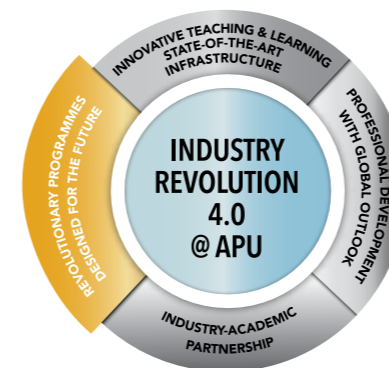 INNOVATIVE TEACHING & LEARNING
STATE-OF-THE-ART
INFRASTRUCTURE
PROFESSIONAL DEVELOPMENT
WITH GLOBAL OUTLOOK
INDUSTRY
REVOLUTION
4.0
@ APU
REVOLUTIONARY PROGRAMMES
DESIGNED FOR THE FUTURE
INDUSTRY-ACADEMIC
PARTNERSHIP